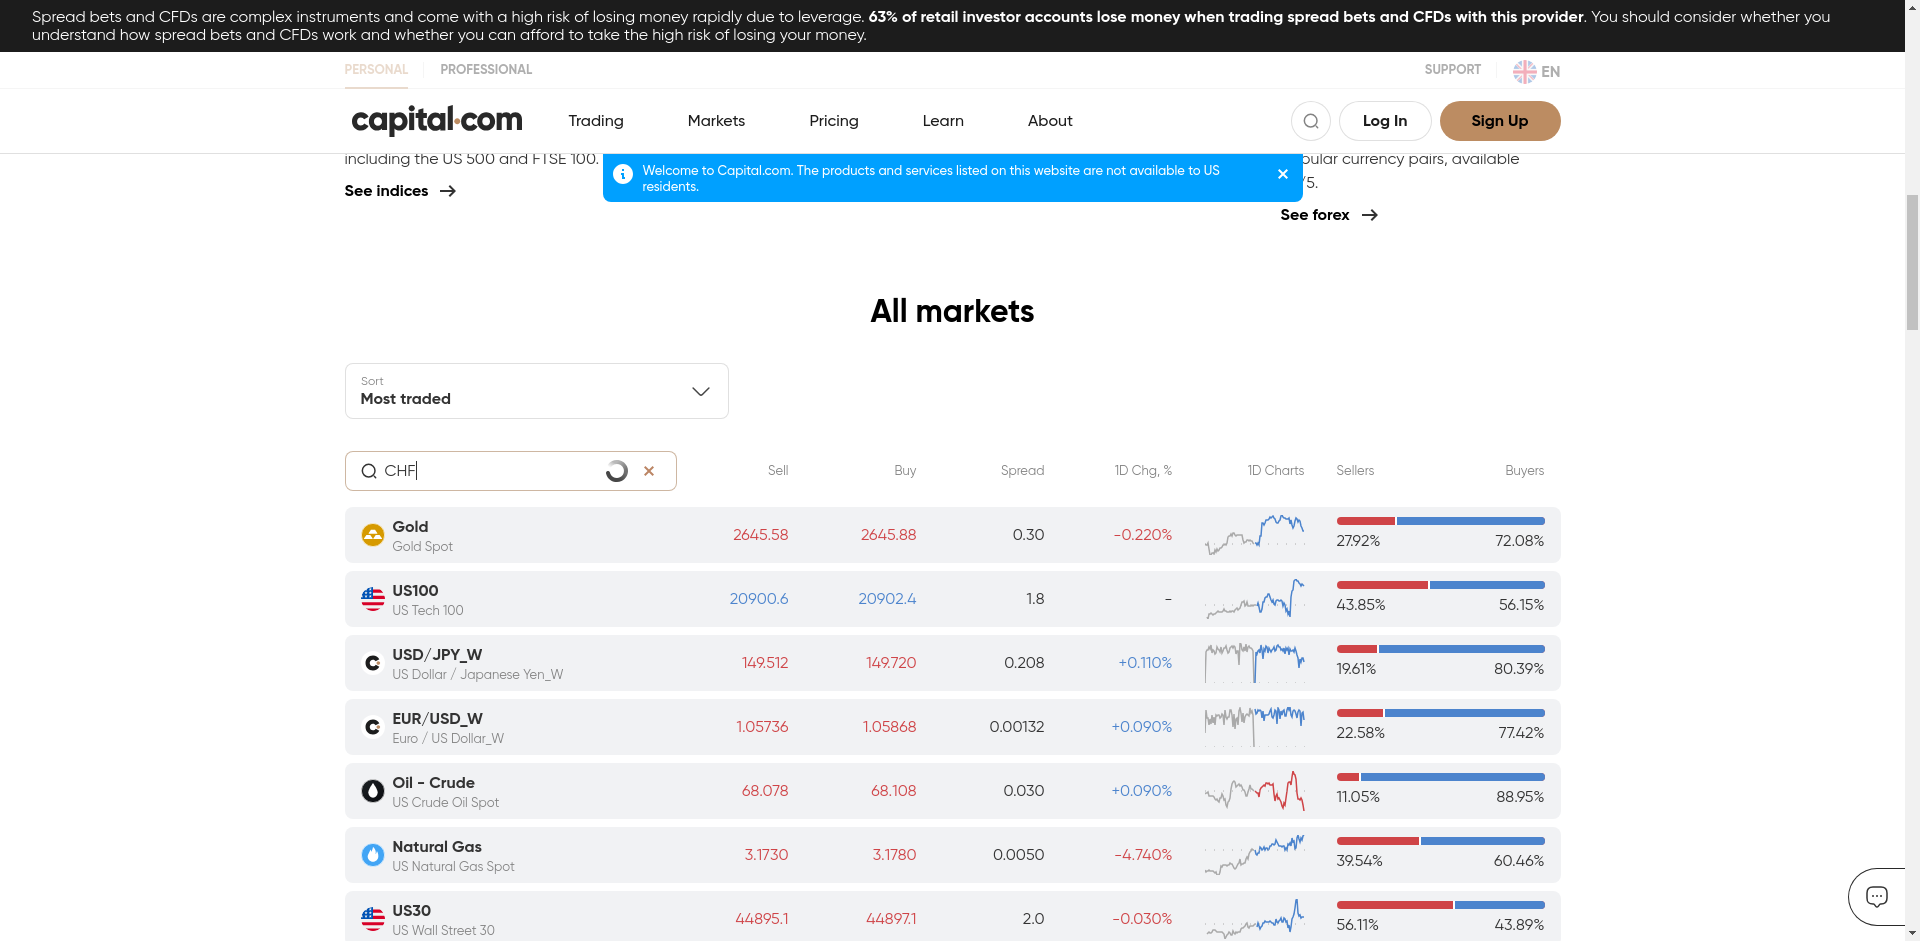 Spread bets and CFDs are complex instruments and come with a high risk of losing money rapidly due to leverage. 63% of retail investor accounts lose money when trading spread bets and CFDs with this provider. You should consider whether you
understand how spread bets and CFDs work and whether you can afford to take the high risk of losing your money.
PERSONAL PROFESSIONAL SUPPORT EN
capital.com Trading Markets Pricing Learn About Log In Sign Up
including the US 500 and FTSE 100.
pular currency pairs, available
Welcome to Capital.com. The products and services listed on this website are not available to US
residents.
/5.
See indices
See forex
All markets
Sort
Most traded
CHF Sell Buy Spread 1D Chg, % 1D Charts Sellers Buyers
Gold
Gold Spot
2645.58 2645.88 0.30 -0.220% 27.92% 72.08%
US100
US Tech 100
20900.6 20902.4 1.8 - 43.85% 56.15%
USD/JPY_W
US Dollar / Japanese Yen_W
149.512 149.720 0.208 +0.110% 19.61% 80.39%
EUR/USD_W
Euro / US Dollar_W
1.05736 1.05868 0.00132 +0.090% 22.58% 77.42%
Oil - Crude
US Crude Oil Spot
68.078 68.108 0.030 +0.090% 11.05% 88.95%
Natural Gas
US Natural Gas Spot
3.1730 3.1780 0.0050 -4.740% 39.54% 60.46%
US30
US Wall Street 30
44895.1 44897.1 2.0 -0.030% 56.11% 43.89%